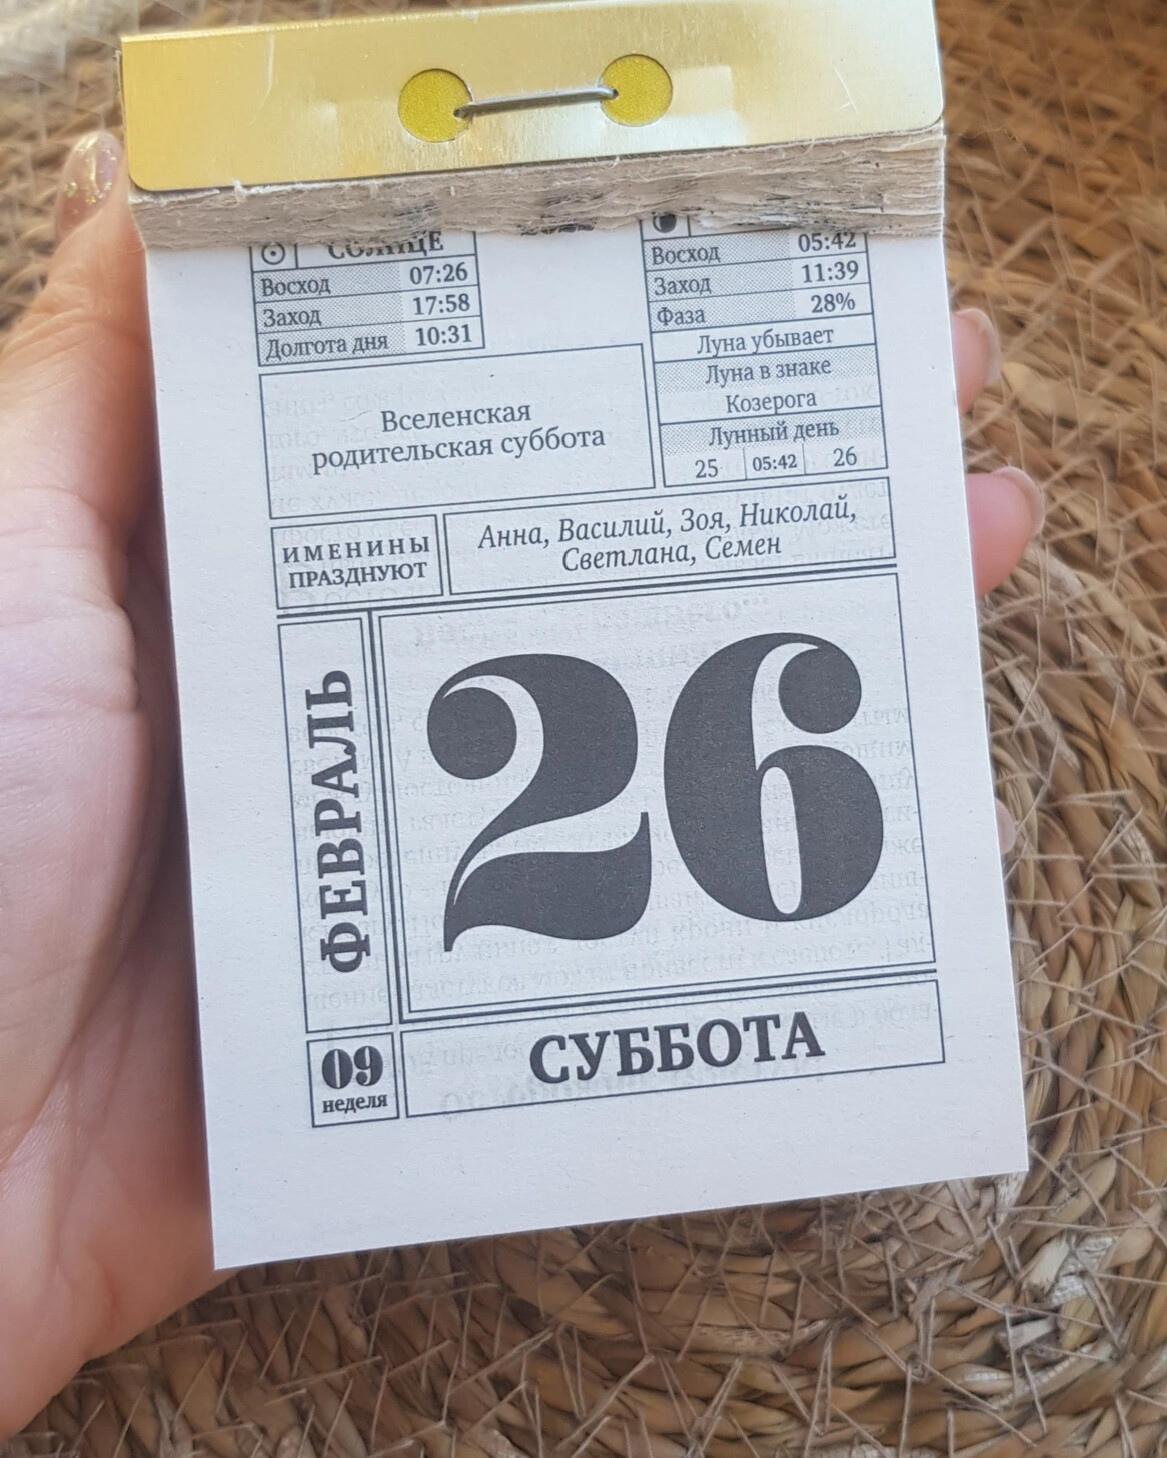 СОЛНЦЕ
Восход 07:26
Заход 17:58
Долгота дня 10:31
Восход 05:42
Заход 11:39
Фаза 28%
Луна убывает
Луна в знаке
Козерога
Лунный день
25 05:42 26
Вселенская
родительская суббота
ИМЕНИНЫ
ПРАЗДНУЮТ
Анна, Василий, Зоя, Николай,
Светлана, Семен
ФЕВРАЛЬ
26
09
неделя
СУББОТА